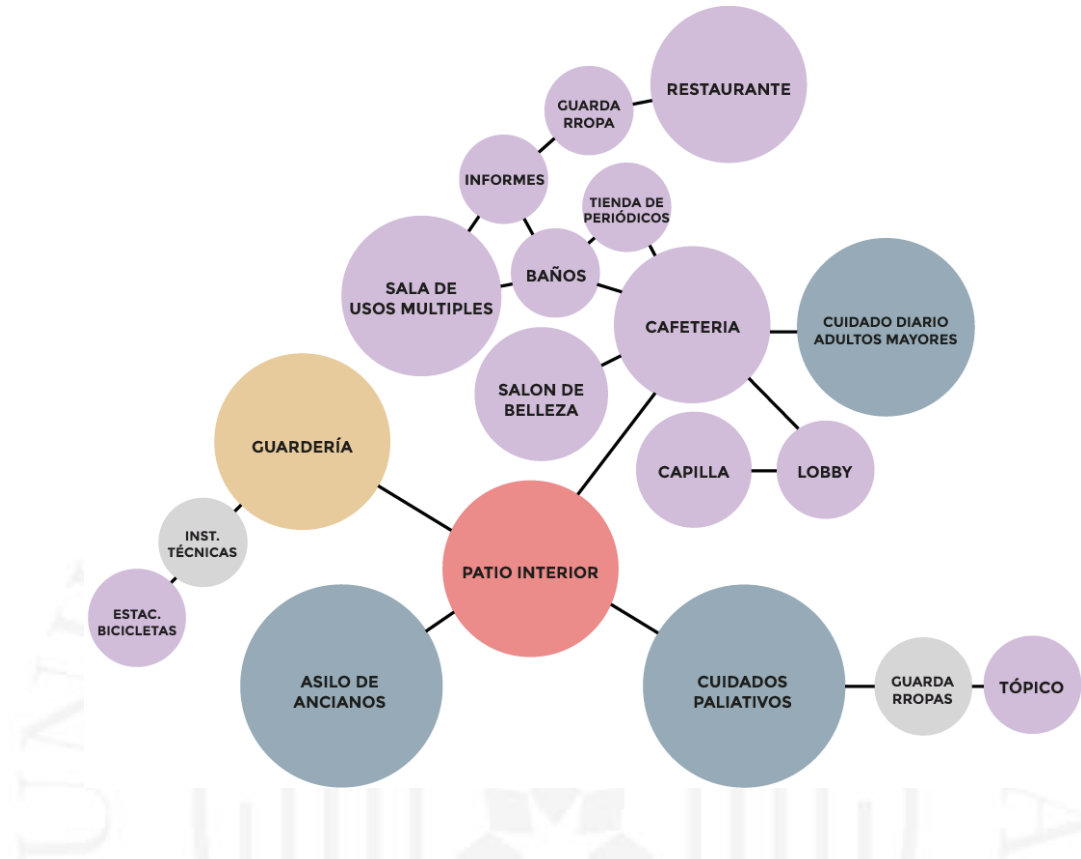 RESTAURANTE
GUARDA
RROPA
INFORMES
TIENDA DE
PERIÓDICOS
BAÑOS
SALA DE
USOS MULTIPLES
CAFETERIA
CUIDADO DIARIO
ADULTOS MAYORES
SALON DE
BELLEZA
GUARDERÍA
CAPILLA
LOBBY
INST.
TÉCNICAS
PATIO INTERIOR
ESTAC.
BICICLETAS
ASILO DE
ANCIANOS
CUIDADOS
PALIATIVOS
GUARDA
RROPAS
TÓPICO